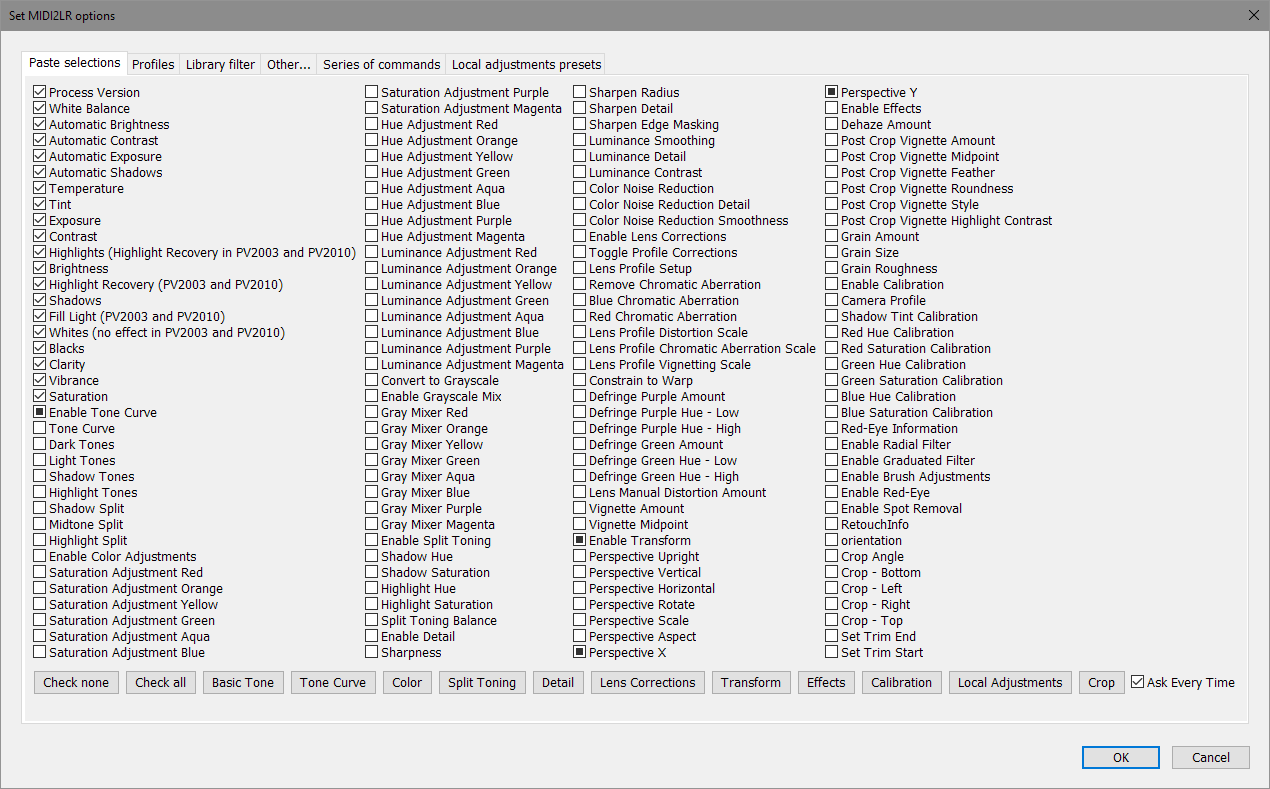 Set MIDI2LR options
Paste selections
Profiles
Library filter
Other...
Series of commands
Local adjustments presets
Process Version
White Balance
Automatic Brightness
Automatic Contrast
Automatic Exposure
Automatic Shadows
Temperature
Tint
Exposure
Contrast
Highlights (Highlight Recovery in PV2003 and PV2010)
Brightness
Highlight Recovery (PV2003 and PV2010)
Shadows
Fill Light (PV2003 and PV2010)
Whites (no effect in PV2003 and PV2010)
Blacks
Clarity
Vibrance
Saturation
Enable Tone Curve
Tone Curve
Dark Tones
Light Tones
Shadow Tones
Highlight Tones
Shadow Split
Midtone Split
Highlight Split
Enable Color Adjustments
Saturation Adjustment Red
Saturation Adjustment Orange
Saturation Adjustment Yellow
Saturation Adjustment Green
Saturation Adjustment Aqua
Saturation Adjustment Blue
Saturation Adjustment Purple
Saturation Adjustment Magenta
Hue Adjustment Red
Hue Adjustment Orange
Hue Adjustment Yellow
Hue Adjustment Green
Hue Adjustment Aqua
Hue Adjustment Blue
Hue Adjustment Purple
Hue Adjustment Magenta
Luminance Adjustment Red
Luminance Adjustment Orange
Luminance Adjustment Yellow
Luminance Adjustment Green
Luminance Adjustment Aqua
Luminance Adjustment Blue
Luminance Adjustment Purple
Luminance Adjustment Magenta
Convert to Grayscale
Enable Grayscale Mix
Gray Mixer Red
Gray Mixer Orange
Gray Mixer Yellow
Gray Mixer Green
Gray Mixer Aqua
Gray Mixer Blue
Gray Mixer Purple
Gray Mixer Magenta
Enable Split Toning
Shadow Hue
Shadow Saturation
Highlight Hue
Highlight Saturation
Split Toning Balance
Enable Detail
Sharpness
Sharpen Radius
Sharpen Detail
Sharpen Edge Masking
Luminance Smoothing
Luminance Detail
Luminance Contrast
Color Noise Reduction
Color Noise Reduction Detail
Color Noise Reduction Smoothness
Enable Lens Corrections
Toggle Profile Corrections
Lens Profile Setup
Remove Chromatic Aberration
Blue Chromatic Aberration
Red Chromatic Aberration
Lens Profile Distortion Scale
Lens Profile Chromatic Aberration Scale
Lens Profile Vignetting Scale
Constrain to Warp
Defringe Purple Amount
Defringe Purple Hue - Low
Defringe Purple Hue - High
Defringe Green Amount
Defringe Green Hue - Low
Defringe Green Hue - High
Lens Manual Distortion Amount
Vignette Amount
Vignette Midpoint
Enable Transform
Perspective Upright
Perspective Vertical
Perspective Horizontal
Perspective Rotate
Perspective Scale
Perspective Aspect
Perspective X
Perspective Y
Enable Effects
Dehaze Amount
Post Crop Vignette Amount
Post Crop Vignette Midpoint
Post Crop Vignette Feather
Post Crop Vignette Roundness
Post Crop Vignette Style
Post Crop Vignette Highlight Contrast
Grain Amount
Grain Size
Grain Roughness
Enable Calibration
Camera Profile
Shadow Tint Calibration
Red Hue Calibration
Red Saturation Calibration
Green Hue Calibration
Green Saturation Calibration
Blue Hue Calibration
Blue Saturation Calibration
Red-Eye Information
Enable Radial Filter
Enable Graduated Filter
Enable Brush Adjustments
Enable Red-Eye
Enable Spot Removal
RetouchInfo
orientation
Crop Angle
Crop - Bottom
Crop - Left
Crop - Right
Crop - Top
Set Trim End
Set Trim Start
Check none
Check all
Basic Tone
Tone Curve
Color
Split Toning
Detail
Lens Corrections
Transform
Effects
Calibration
Local Adjustments
Crop
Ask Every Time
OK
Cancel